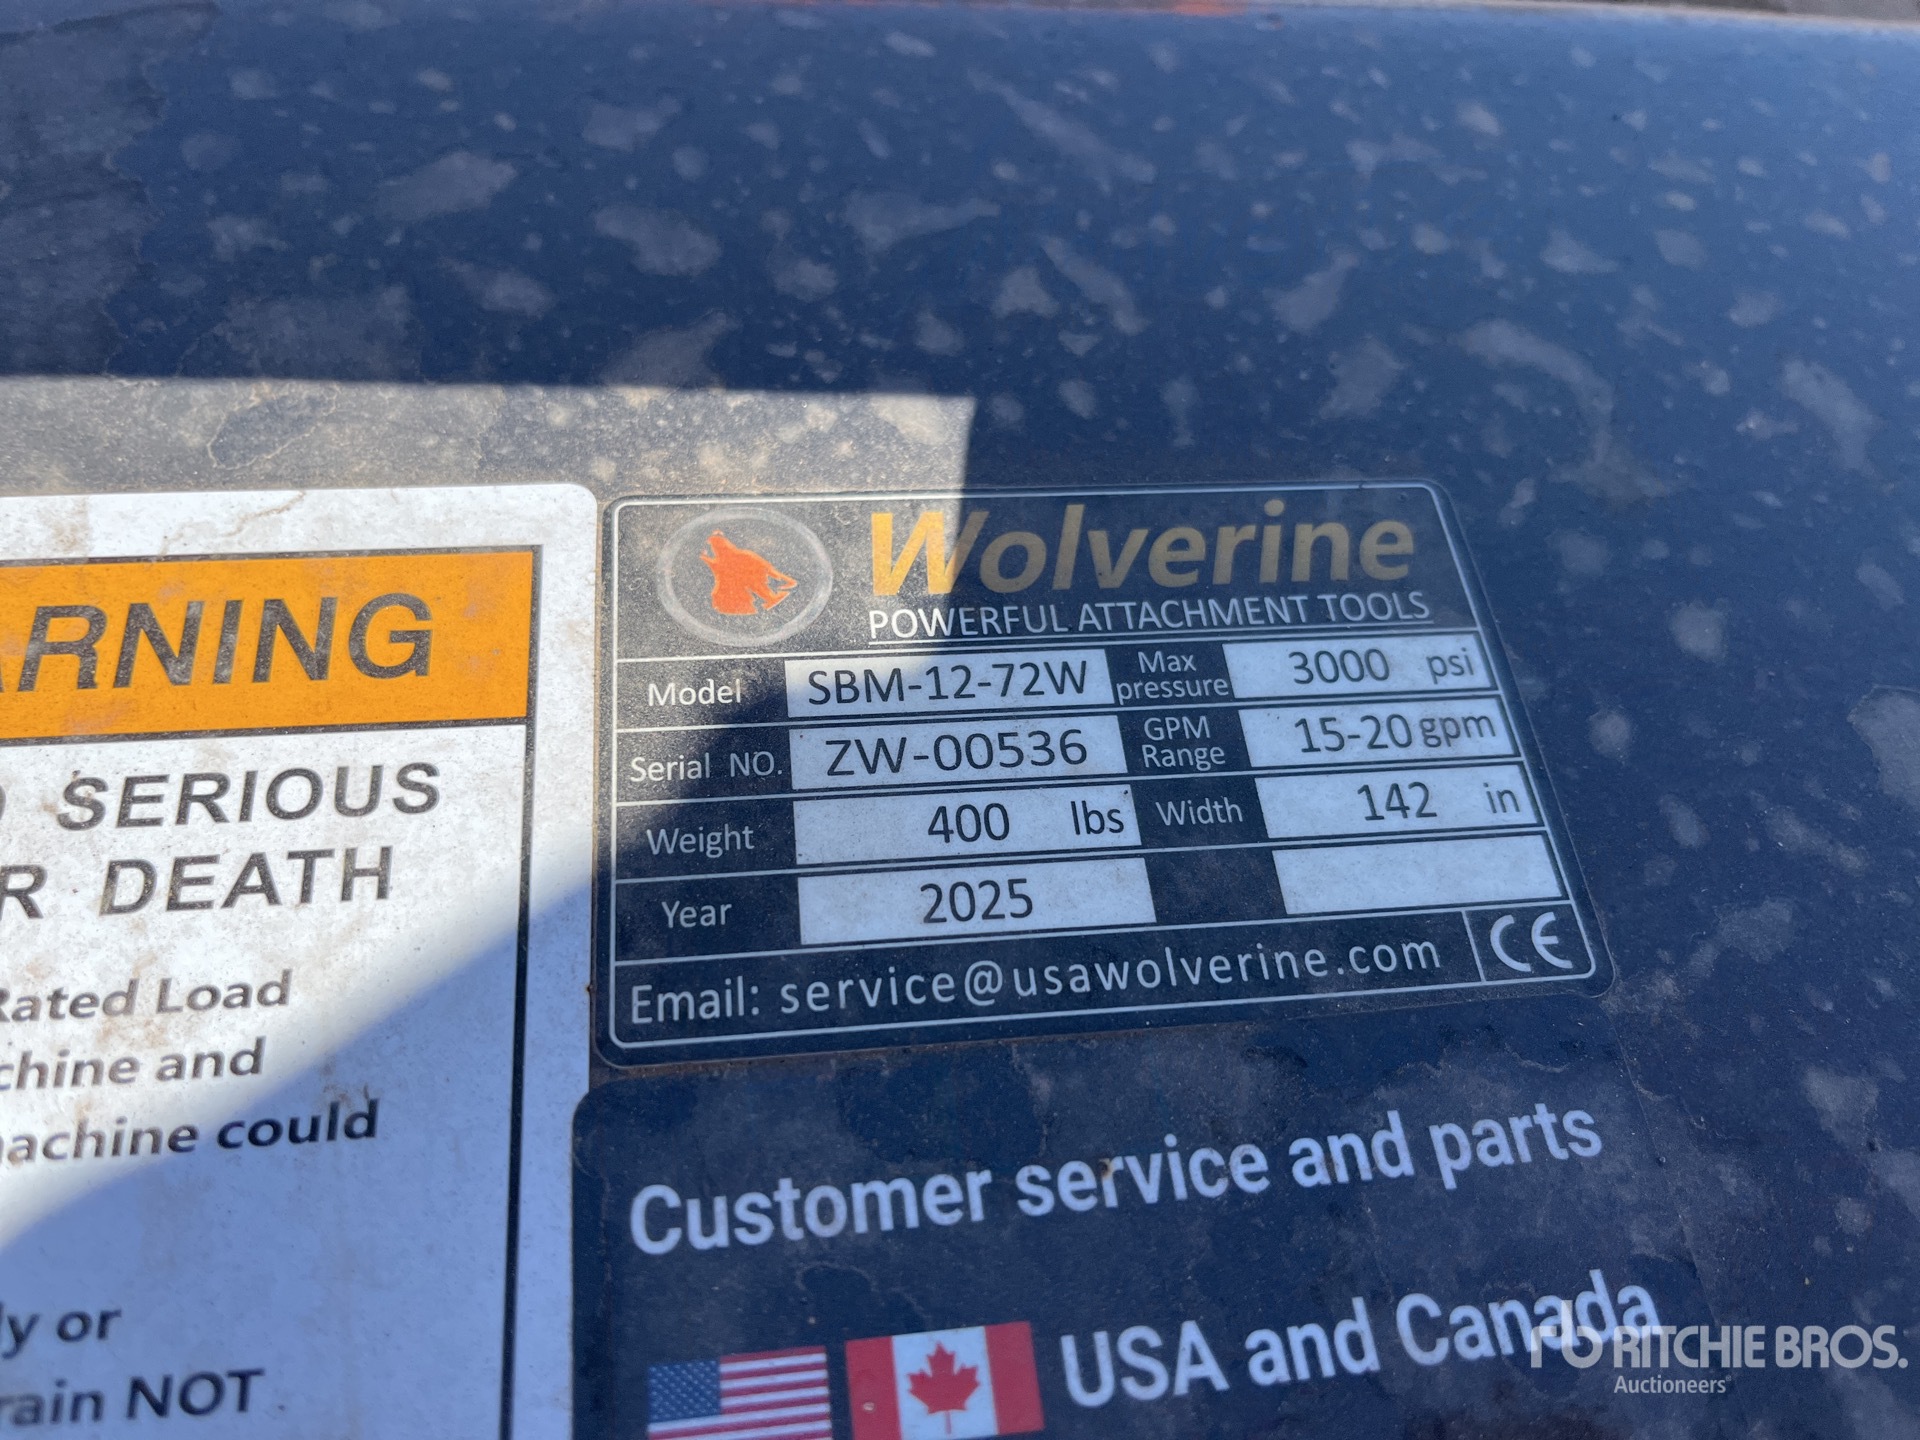 ARNING
SERIOUS
R DEATH
Rated Load
chine and
machine could
ly or
rain NOT
Wolverine
POWERFUL ATTACHMENT TOOLS
Model SBM-12-72W Max pressure 3000 psi
Serial NO. ZW-00536 GPM Range 15-20 gpm
Weight 400 lbs Width 142 in
Year 2025
Email: service@usawolverine.com CE
Customer service and parts
USA and Canada
rb RITCHIE BROS.
Auctioneers